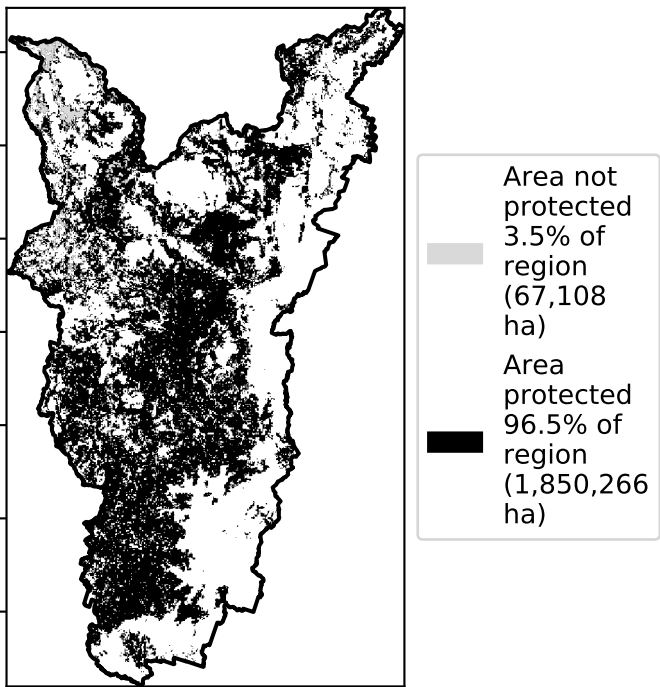 Area not
protected
3.5% of
region
(67,108
ha)
Area
protected
96.5% of
region
(1,850,266
ha)